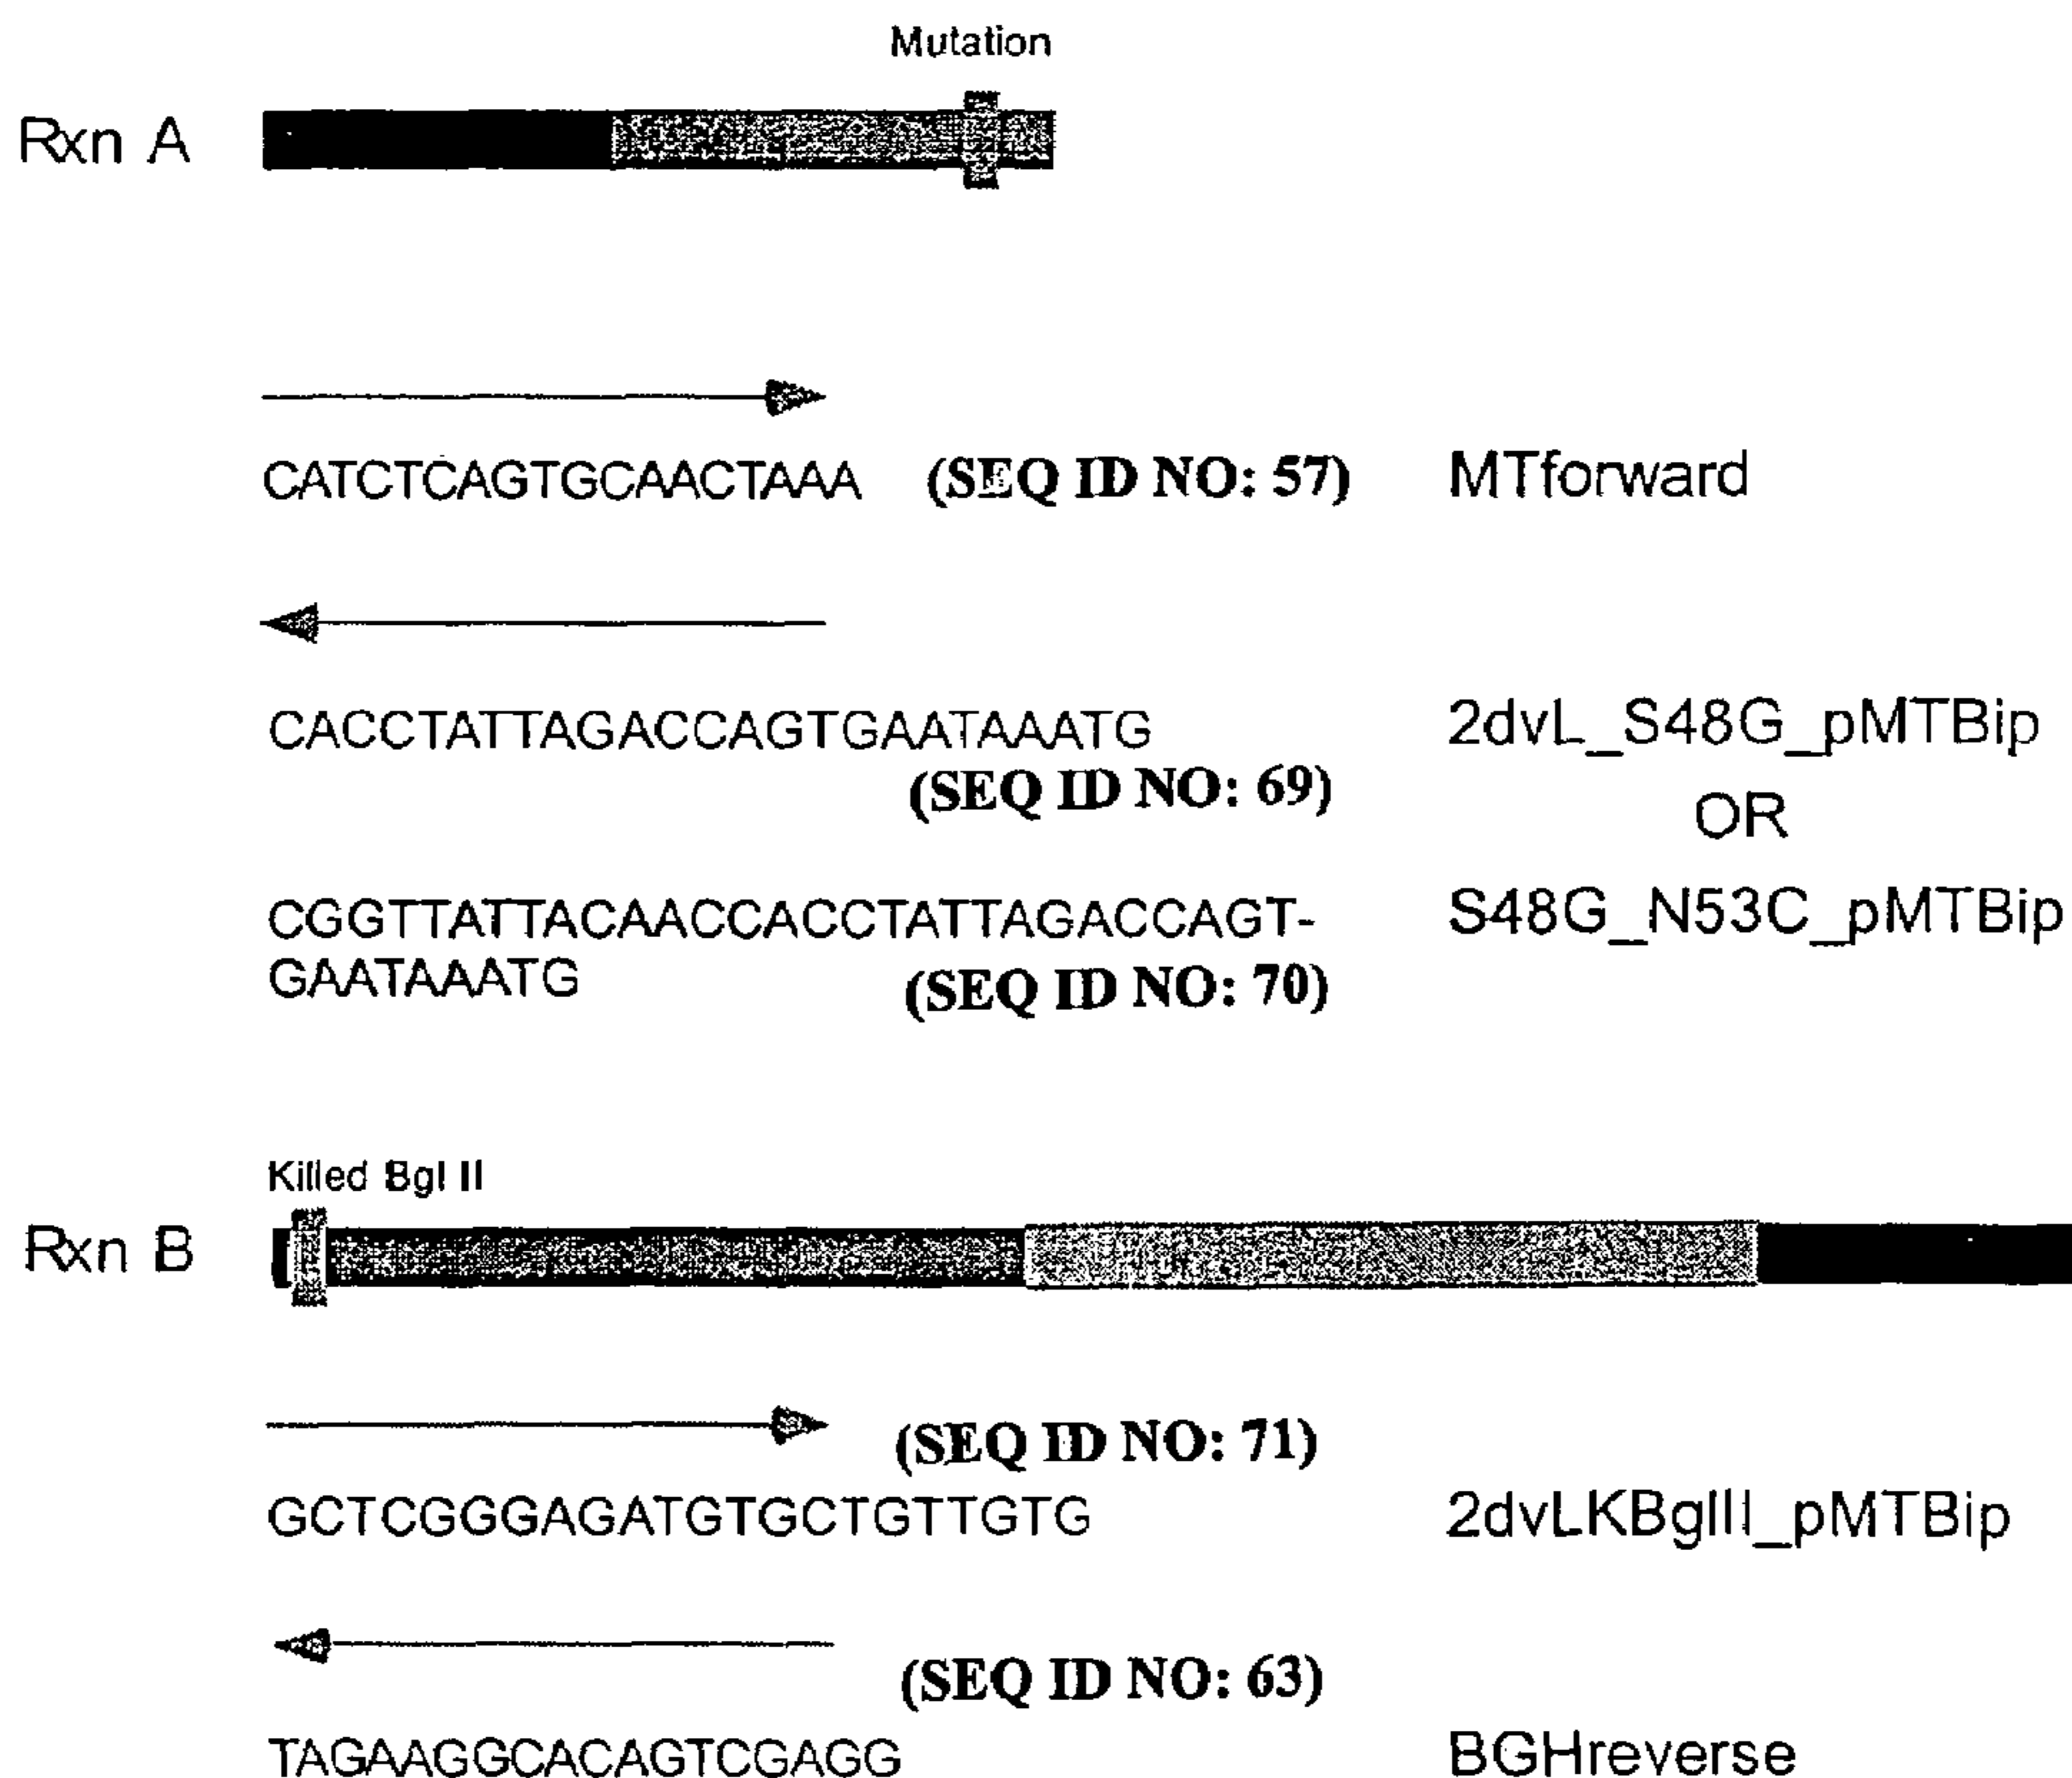 Mutation
Rxn A
CATCTCAGTGCAACTAAA (SEQ ID NO: 57) MTforward
CACCTATTAGACCAGTGAATAAATG 2dvL_S48G_pMTBip
(SEQ ID NO: 69) OR
CGGTTATTACAACCACCTATTAGACCAGT- S48G_N53C_pMTBip
GAATAAATG (SEQ ID NO: 70)
Killed Bgl II
Rxn B
(SEQ ID NO: 71)
GCTCGGGAGATGTGCTGTTGTG 2dvLKBglII_pMTBip
(SEQ ID NO: 63)
TAGAAGGCACAGTCGAGG BGHreverse